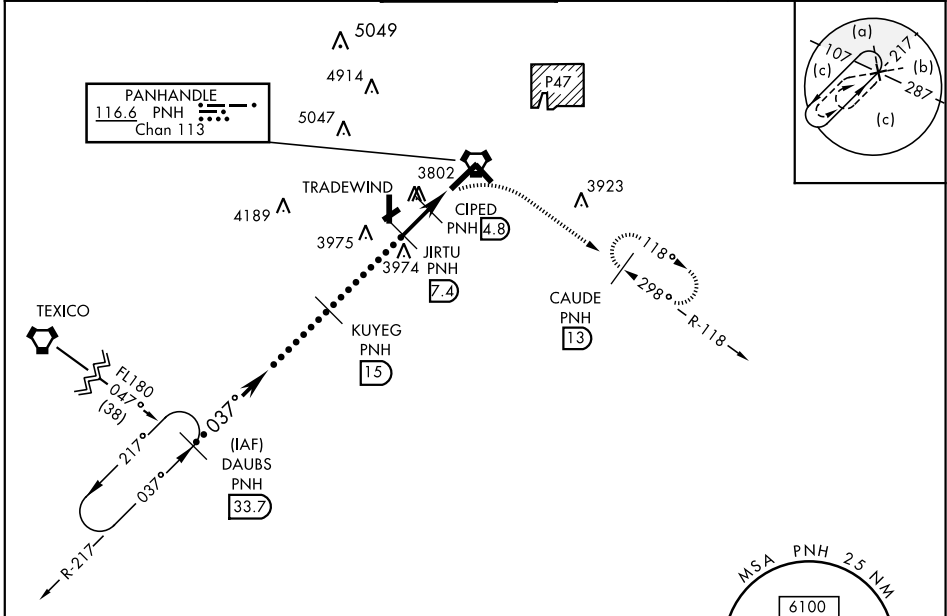 5049
4914
5047
P47
PANHANDLE
116.6 PNH
Chan 113
(a)
107
217
(c)
(b)
287
(c)
3802
TRADEWIND
3923
4189
CIPED
PNH 4.8
3975
3974
JIRTU
PNH
7.4
118°
298°
CAUDE
PNH
13
R-118
TEXICO
KUYEG
PNH
15
FL180
047°
(38)
037°
217°
037°
(IAF)
DAUBS
PNH
33.7
R-217
MSA PNH 25 NM
6100